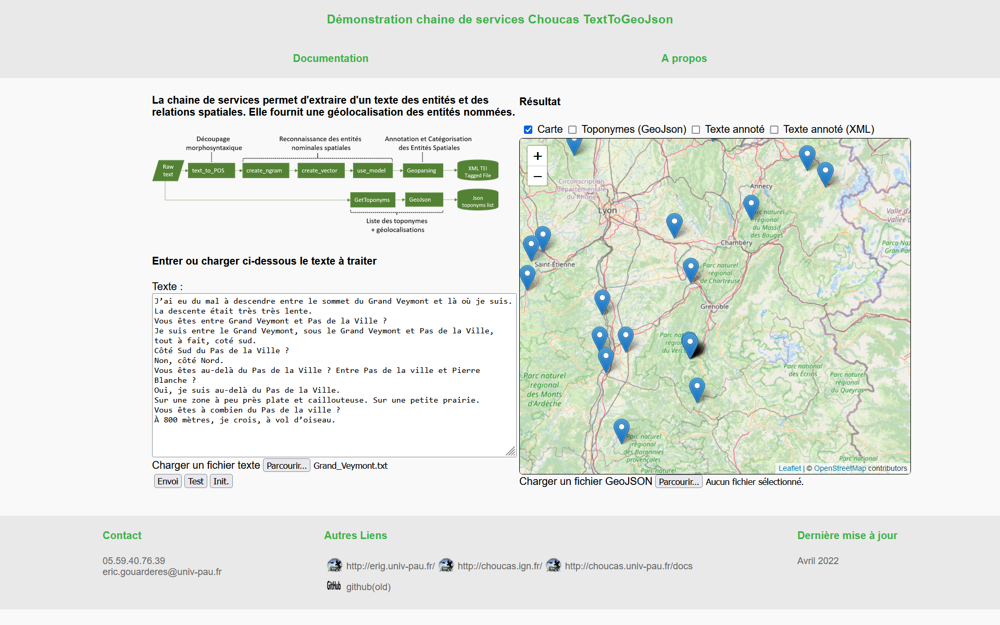 Démonstration chaine de services Choucas TextToGeoJson
Documentation
A propos
La chaine de services permet d'extraire d'un texte des entités et des
relations spatiales. Elle fournit une géolocalisation des entités nommées.
Découpage
morphosyntaxique
Reconnaissance des entités
nominales spatiales
Annotation et Catégorisation
des Entités Spatiales
Raw
text
text_to_POS
create_ngram
create_vector
use_model
Geoparsing
XML TEI
Tagged File
GetToponyms
GeoJson
Json
toponyms list
Liste des toponymes
+ géolocalisations
Entrer ou charger ci-dessous le texte à traiter
Texte :
J’ai eu du mal à descendre entre le sommet du Grand Veymont et là où je suis.
La descente était très très lente.
Vous êtes entre Grand Veymont et Pas de la Ville ?
Je suis entre le Grand Veymont, sous le Grand Veymont et Pas de la Ville,
tout à fait, coté sud.
Côté Sud du Pas de la Ville ?
Non, côté Nord.
Vous êtes au-delà du Pas de la Ville ? Entre Pas de la ville et Pierre
Blanche ?
Oui, je suis au-delà du Pas de la Ville.
Sur une zone à peu près plate et caillouteuse. Sur une petite prairie.
Vous êtes à combien du Pas de la ville ?
À 800 mètres, je crois, à vol d’oiseau.
Charger un fichier texte Parcourir... Grand_Veymont.txt
Envoi Test Init.
Résultat
Carte Toponymes (GeoJson) Texte annoté Texte annoté (XML)
+
−
Circonscription
départementale
du Rhône
Annecy
Lyon
Parc naturel
régional
du Massif
des Bauges
Valle d'A
Vallée d
Chambéry
Parco Naz
Gran Par
Saint-Étienne
Parc naturel
régional
de Chartreuse
Grenoble
Parc nat
régio
du Verco
Parc national
des Écrins
Parc naturel
régional
du Queyras
Parc naturel
régional
des Monts
d'Ardèche
Parc naturel
régional
des Baronnies
provençales
Parc national
Parc naturel
Leaflet | © OpenStreetMap contributors
Charger un fichier GeoJSON Parcourir... Aucun fichier sélectionné.
Contact
05.59.40.76.39
eric.gouarderes@univ-pau.fr
Autres Liens
http://erig.univ-pau.fr/ http://choucas.ign.fr/ http://choucas.univ-pau.fr/docs
GitHub github(old)
Dernière mise à jour
Avril 2022